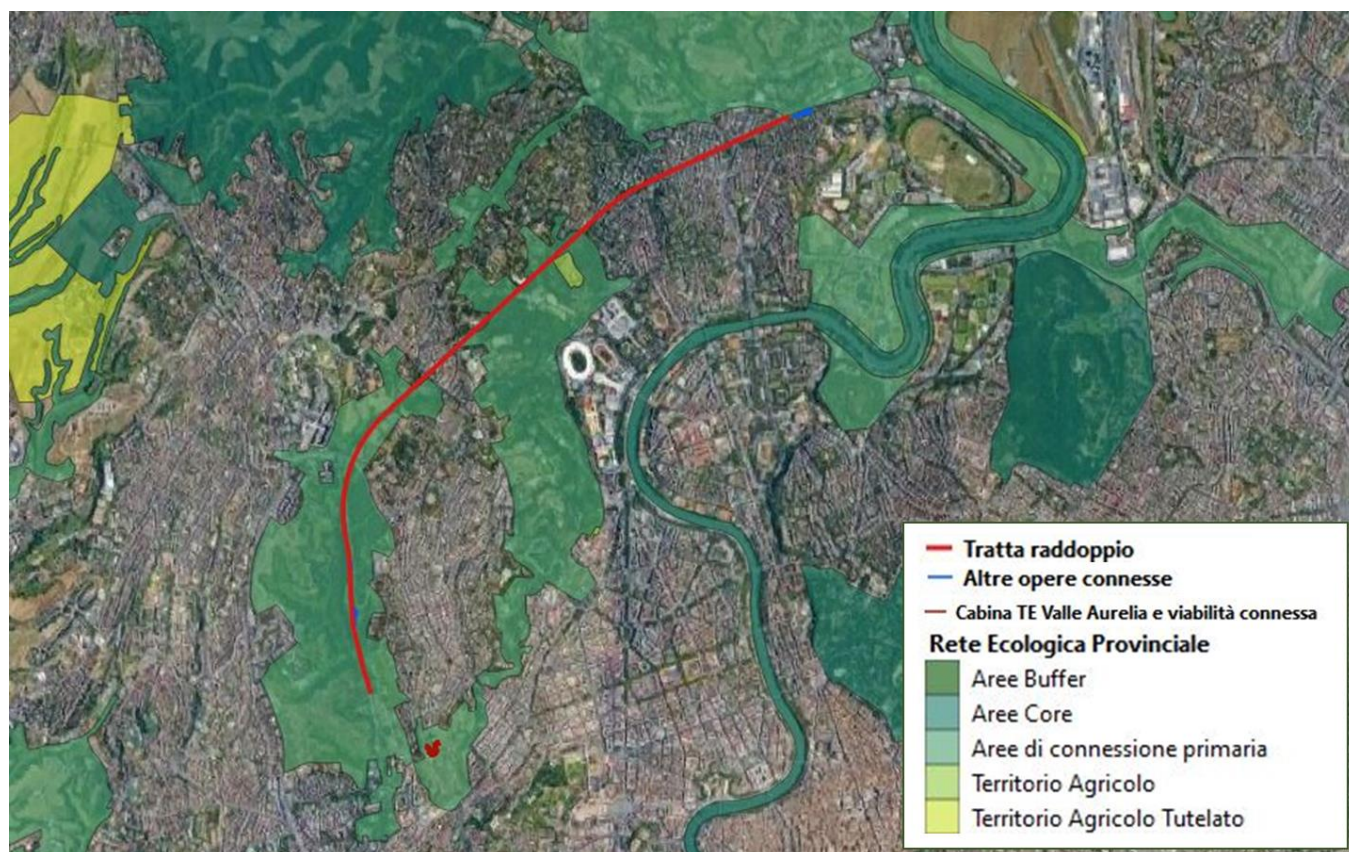 Tratta raddoppio
Altre opere connesse
Cabina TE Valle Aurelia e viabilità connessa
Rete Ecologica Provinciale
Aree Buffer
Aree Core
Aree di connessione primaria
Territorio Agricolo
Territorio Agricolo Tutelato